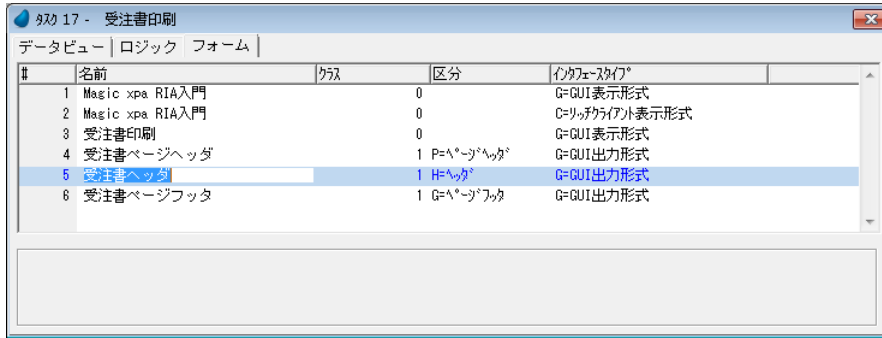 ﾀｽｸ 17 - 受注書印刷
データビュー ロジック フォーム
# 名前 ｸﾗｽ 区分 ｲﾝﾀﾌｪｰｽﾀｲﾌﾟ
1 Magic xpa RIA入門 0 G=GUI表示形式
2 Magic xpa RIA入門 0 C=ﾘｯﾁｸﾗｲｱﾝﾄ表示形式
3 受注書印刷 0 G=GUI表示形式
4 受注書ページヘッダ 1 P=ﾍﾟｰｼﾞﾍｯﾀﾞ G=GUI出力形式
5 受注書ヘッダ 1 H=ﾍｯﾀﾞ G=GUI出力形式
6 受注書ページフッタ 1 G=ﾍﾟｰｼﾞﾌｯﾀ G=GUI出力形式